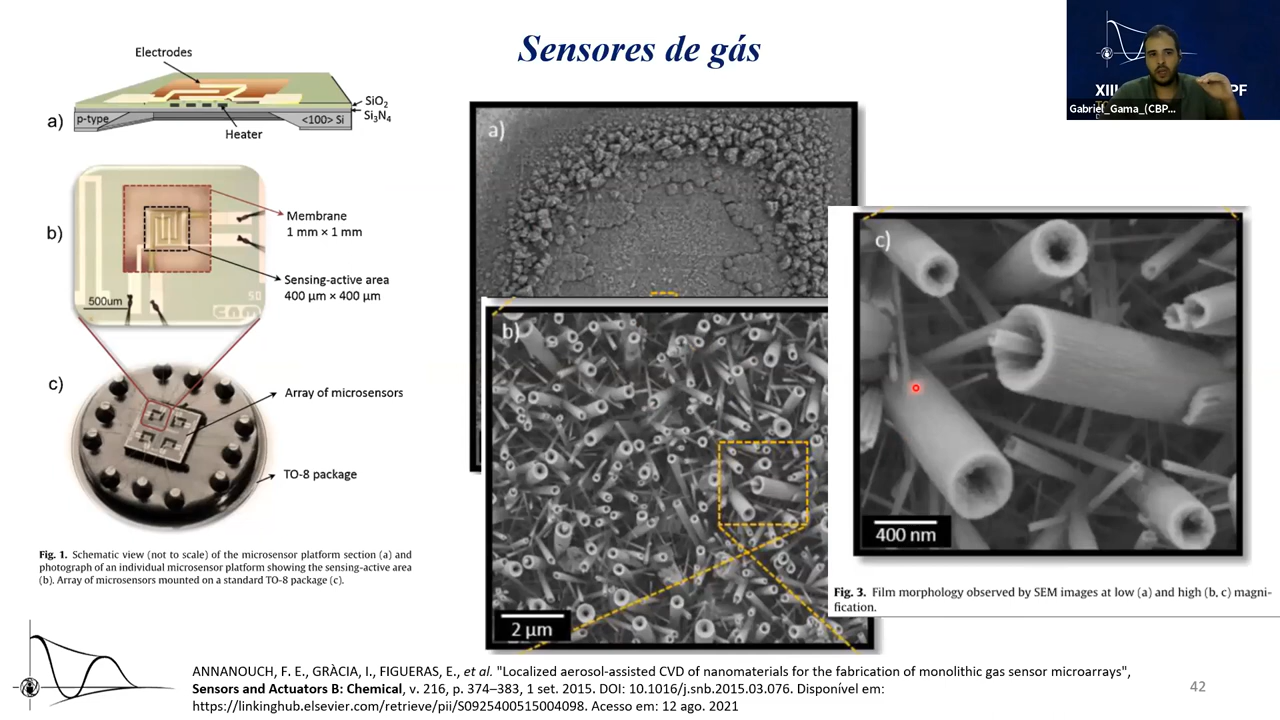 Sensores de gás
XIII
PF
Gabriel_Gama_(CBP...
Electrodes
SiO2
Si3N4
a)
p-type
<100> Si
Heater
b)
Membrane
1 mm × 1 mm
Sensing-active area
400 µm × 400 µm
500um
c)
Array of microsensors
TO-8 package
Fig. 1. Schematic view (not to scale) of the microsensor platform section (a) and
photograph of an individual microsensor platform showing the sensing-active area
(b). Array of microsensors mounted on a standard TO-8 package (c).
a)
b)
2 µm
c)
400 nm
Fig. 3. Film morphology observed by SEM images at low (a) and high (b, c) magni-
fication.
ANNANOUCH, F. E., GRÀCIA, I., FIGUERAS, E., et al. "Localized aerosol-assisted CVD of nanomaterials for the fabrication of monolithic gas sensor microarrays",
Sensors and Actuators B: Chemical, v. 216, p. 374–383, 1 set. 2015. DOI: 10.1016/j.snb.2015.03.076. Disponível em:
https://linkinghub.elsevier.com/retrieve/pii/S0925400515004098. Acesso em: 12 ago. 2021
42